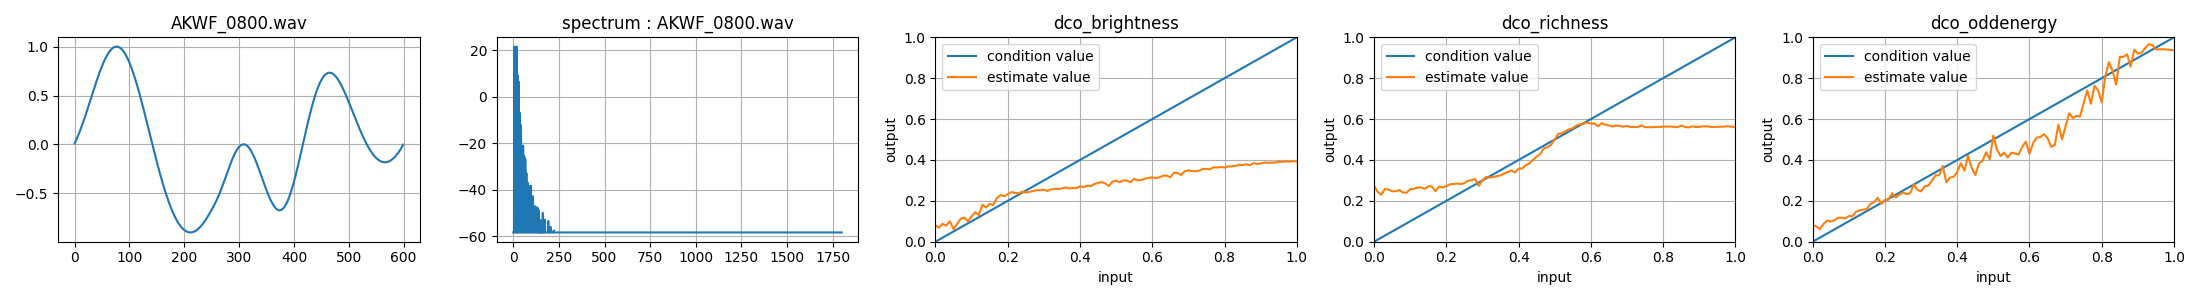 AKWF_0800.wav
1.0
0.5
0.0
−0.5
0 100 200 300 400 500 600
spectrum : AKWF_0800.wav
20
0
−20
−40
−60
0 250 500 750 1000 1250 1500 1750
dco_brightness
condition value
estimate value
output
1.0
0.8
0.6
0.4
0.2
0.0
0.0 0.2 0.4 0.6 0.8 1.0
input
dco_richness
condition value
estimate value
output
1.0
0.8
0.6
0.4
0.2
0.0
0.0 0.2 0.4 0.6 0.8 1.0
input
dco_oddenergy
condition value
estimate value
output
1.0
0.8
0.6
0.4
0.2
0.0
0.0 0.2 0.4 0.6 0.8 1.0
input